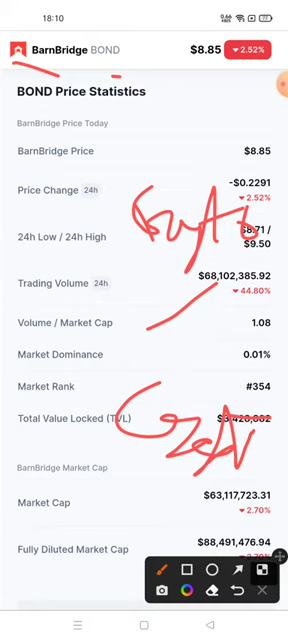 18:10
BarnBridge BOND $8.85 ▼2.52%
BOND Price Statistics
BarnBridge Price Today
BarnBridge Price $8.85
Price Change 24h -$0.2291
▼2.52%
24h Low / 24h High $8.71 /
$9.50
Trading Volume 24h $68,102,385.92
▼44.80%
Volume / Market Cap 1.08
Market Dominance 0.01%
Market Rank #354
Total Value Locked (TVL)
BarnBridge Market Cap
Market Cap $63,117,723.31
▼2.70%
Fully Diluted Market Cap $88,491,476.94